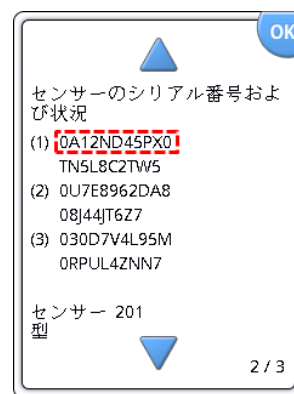 OK
センサーのシリアル番号およ
び状況
(1) 0A12ND45PX0
TN5L8C2TW5
(2) 0U7E8962DA8
08J44JT6Z7
(3) 030D7V4L95M
0RPUL4ZNN7
センサー 201
型
2 / 3